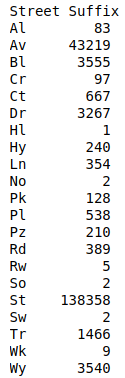 Street Suffix
Al 83
Av 43219
Bl 3555
Cr 97
Ct 667
Dr 3267
Hl 1
Hy 240
Ln 354
No 2
Pk 128
Pl 538
Pz 210
Rd 389
Rw 5
So 2
St 138358
Sw 2
Tr 1466
Wk 9
Wy 3540